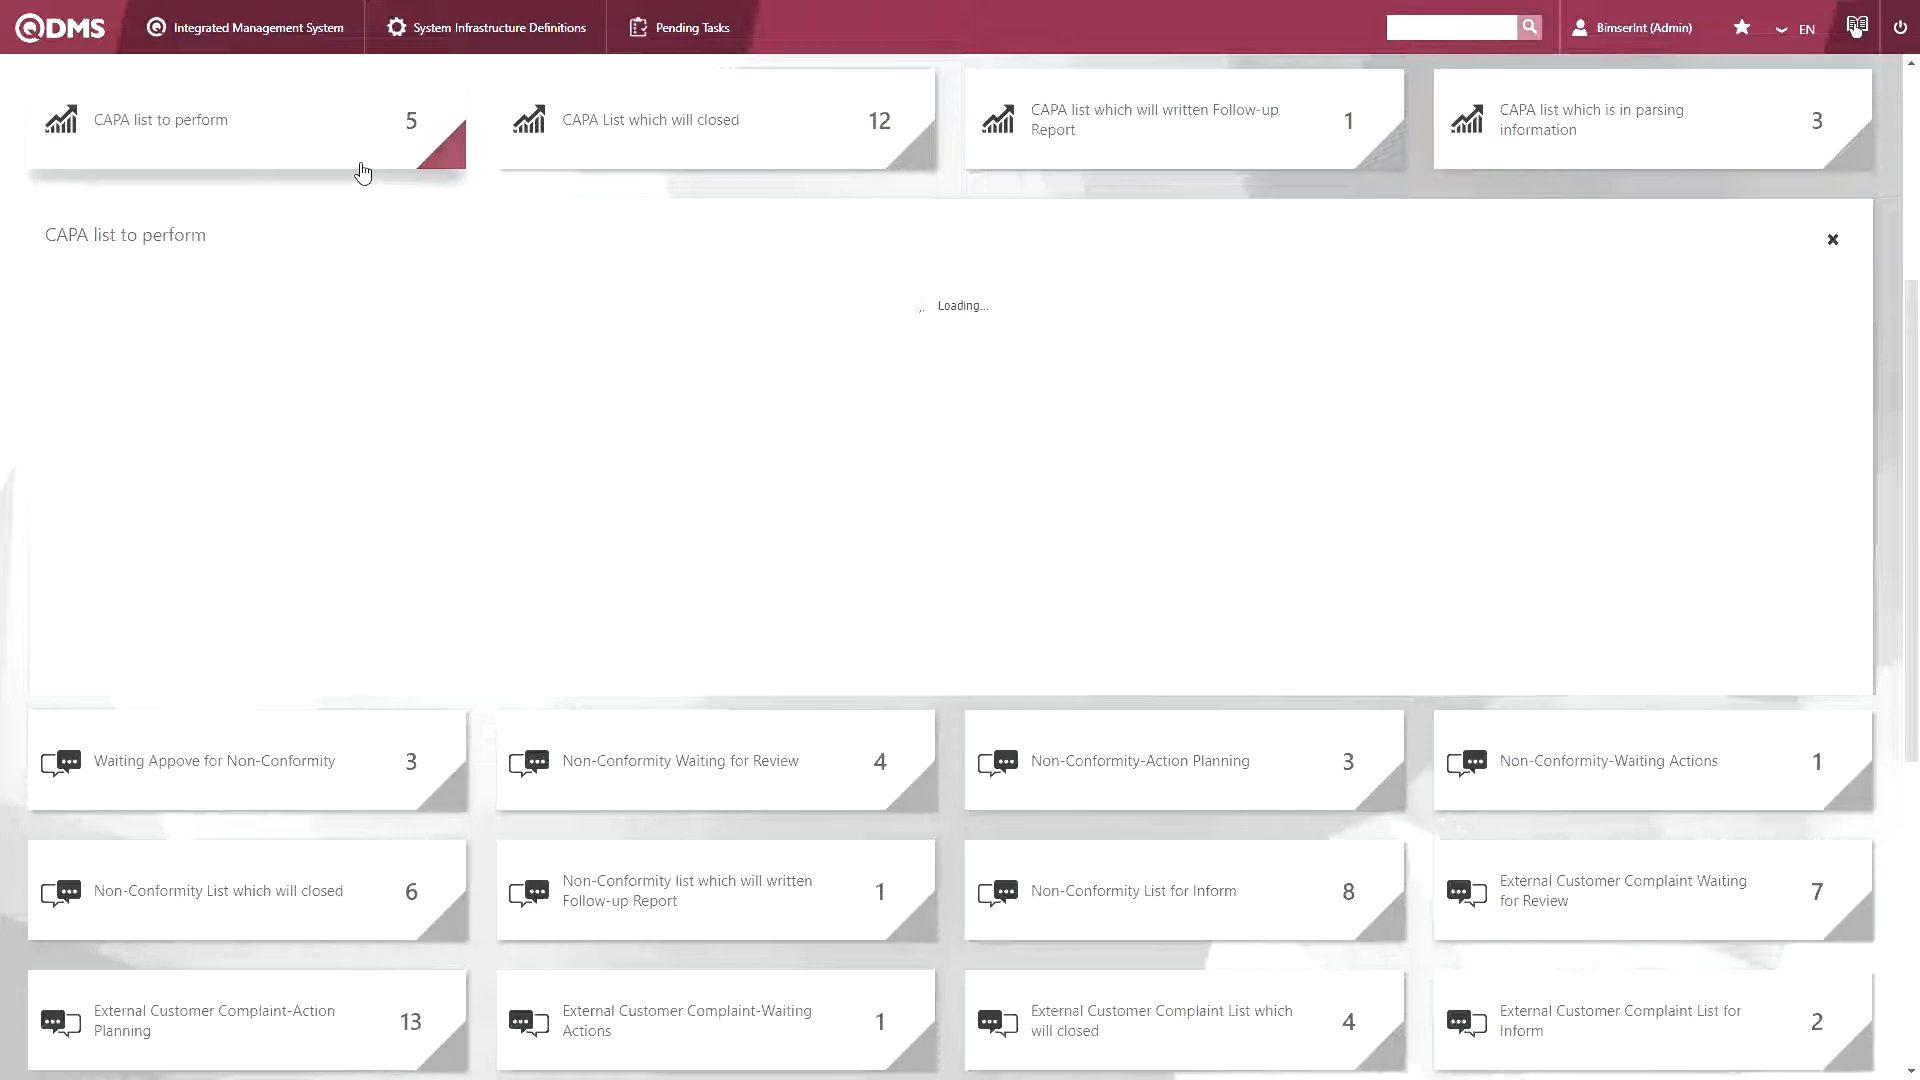 QDMS
Integrated Management System
System Infrastructure Definitions
Pending Tasks
BimserInt (Admin)
EN
CAPA list to perform
5
CAPA List which will closed
12
CAPA list which will written Follow-up
Report
1
CAPA list which is in parsing
information
3
CAPA list to perform
Loading...
Waiting Appove for Non-Conformity
3
Non-Conformity Waiting for Review
4
Non-Conformity-Action Planning
3
Non-Conformity-Waiting Actions
1
Non-Conformity List which will closed
6
Non-Conformity list which will written
Follow-up Report
1
Non-Conformity List for Inform
8
External Customer Complaint Waiting
for Review
7
External Customer Complaint-Action
Planning
13
External Customer Complaint-Waiting
Actions
1
External Customer Complaint List which
will closed
4
External Customer Complaint List for
Inform
2